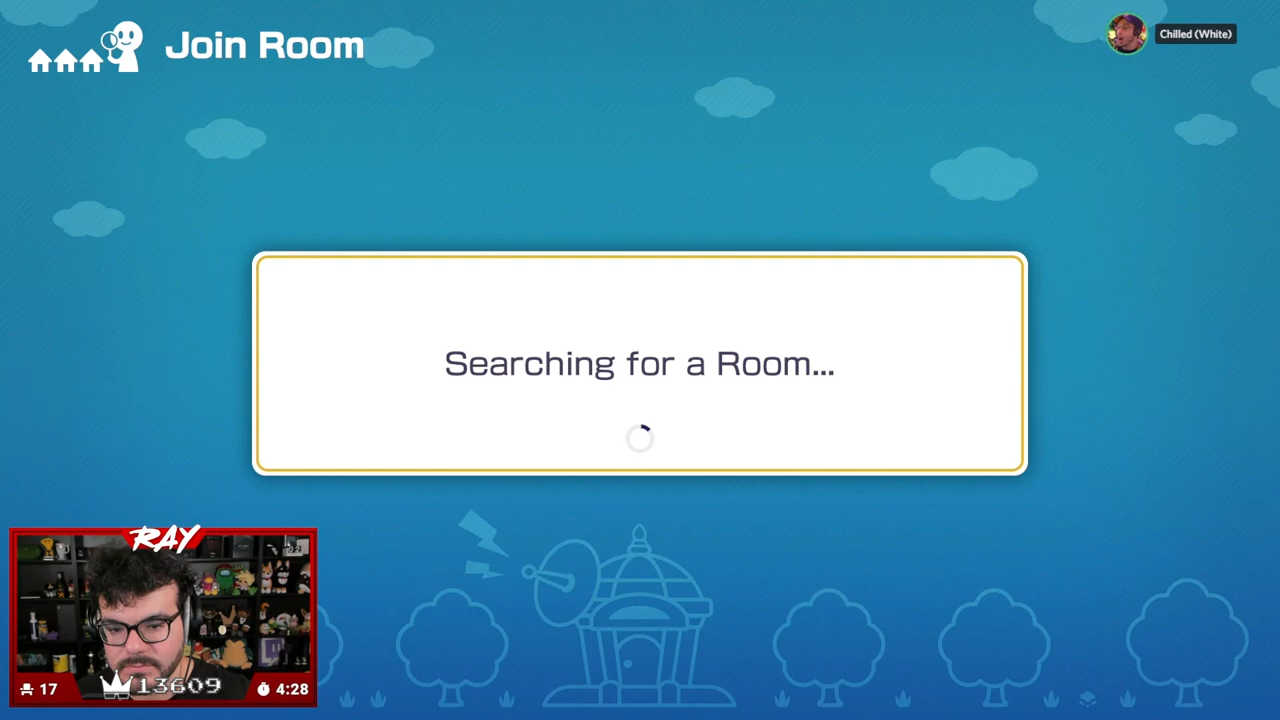 Join Room
Chilled (White)
Searching for a Room...
RAY
17
13609
4:28